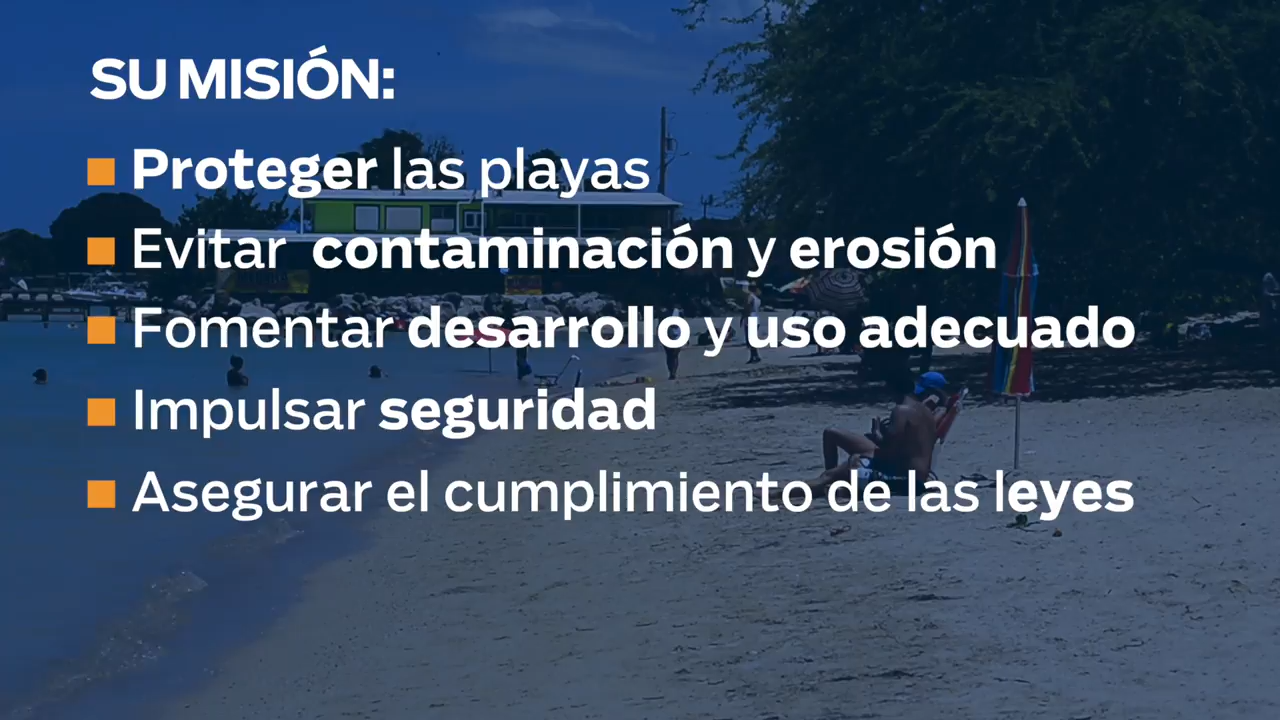 SU MISIÓN:
Proteger las playas
Evitar contaminación y erosión
Fomentar desarrollo y uso adecuado
Impulsar seguridad
Asegurar el cumplimiento de las leyes